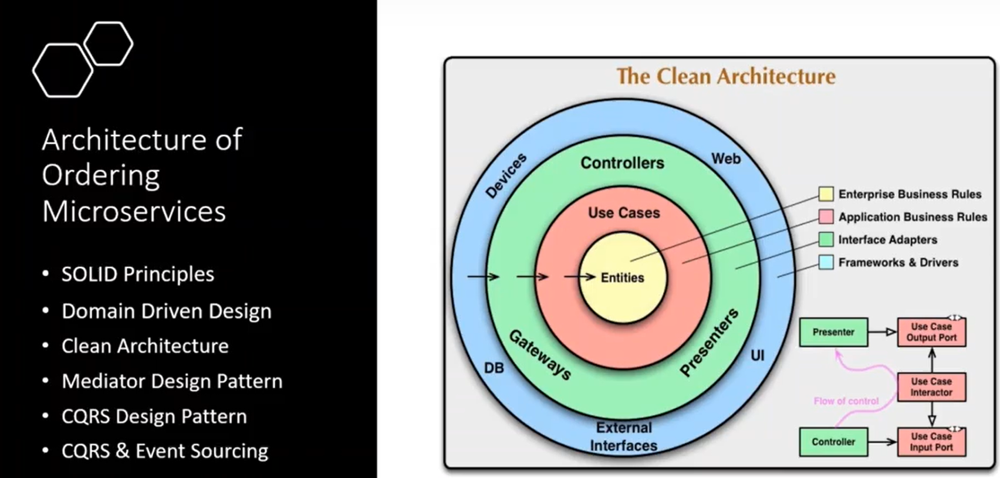 Architecture of
Ordering
Microservices
• SOLID Principles
• Domain Driven Design
• Clean Architecture
• Mediator Design Pattern
• CQRS Design Pattern
• CQRS & Event Sourcing
The Clean Architecture
Devices
Web
Controllers
Use Cases
Entities
Gateways
Presenters
DB
UI
External
Interfaces
Enterprise Business Rules
Application Business Rules
Interface Adapters
Frameworks & Drivers
Presenter
Use Case
Output Port
<I>
Flow of control
Use Case
Interactor
Controller
Use Case
Input Port
<I>